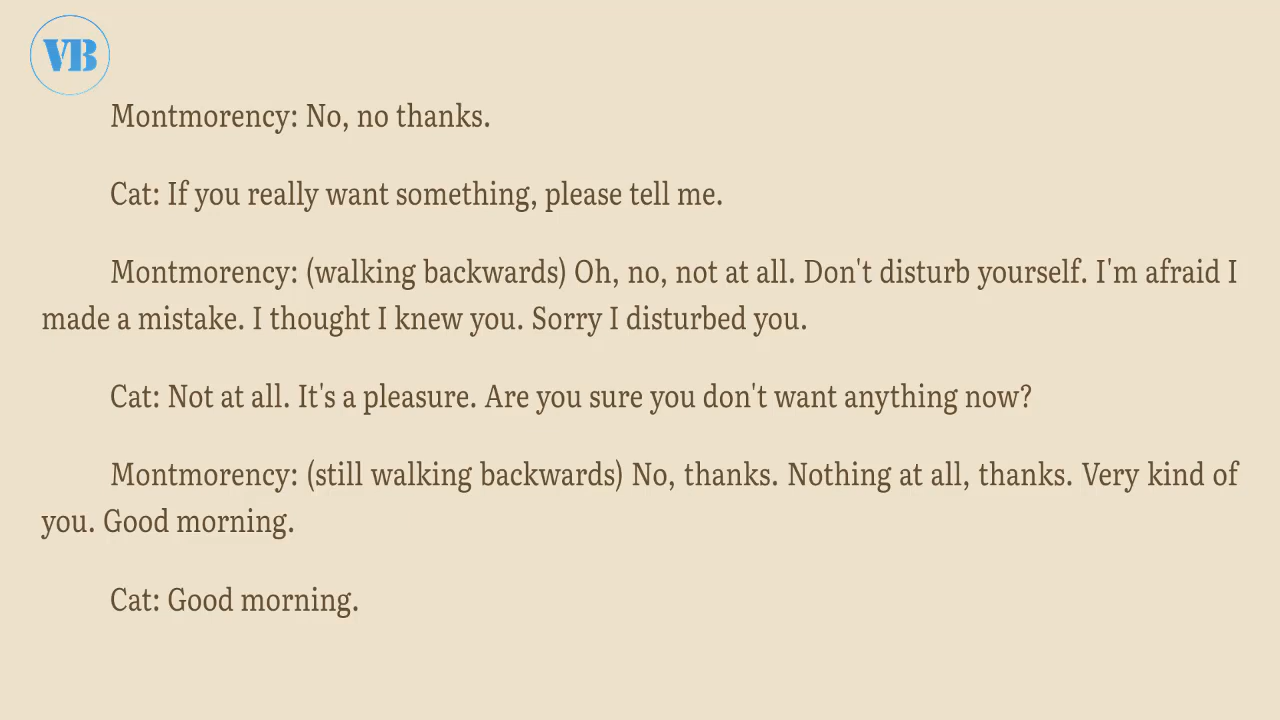 VB
Montmorency: No, no thanks.
Cat: If you really want something, please tell me.
Montmorency: (walking backwards) Oh, no, not at all. Don't disturb yourself. I'm afraid I
made a mistake. I thought I knew you. Sorry I disturbed you.
Cat: Not at all. It's a pleasure. Are you sure you don't want anything now?
Montmorency: (still walking backwards) No, thanks. Nothing at all, thanks. Very kind of
you. Good morning.
Cat: Good morning.